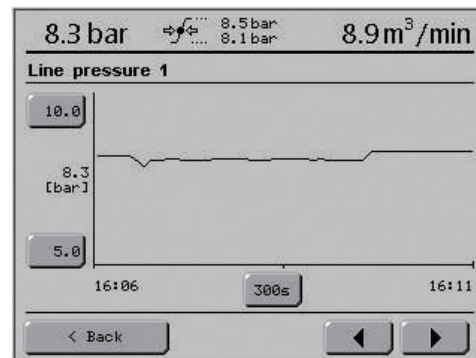 8.3 bar 8.5 bar 8.9 m³/min
8.1 bar
Line pressure 1
10.0
8.3
[bar]
5.0
16:06 300s 16:11
< Back